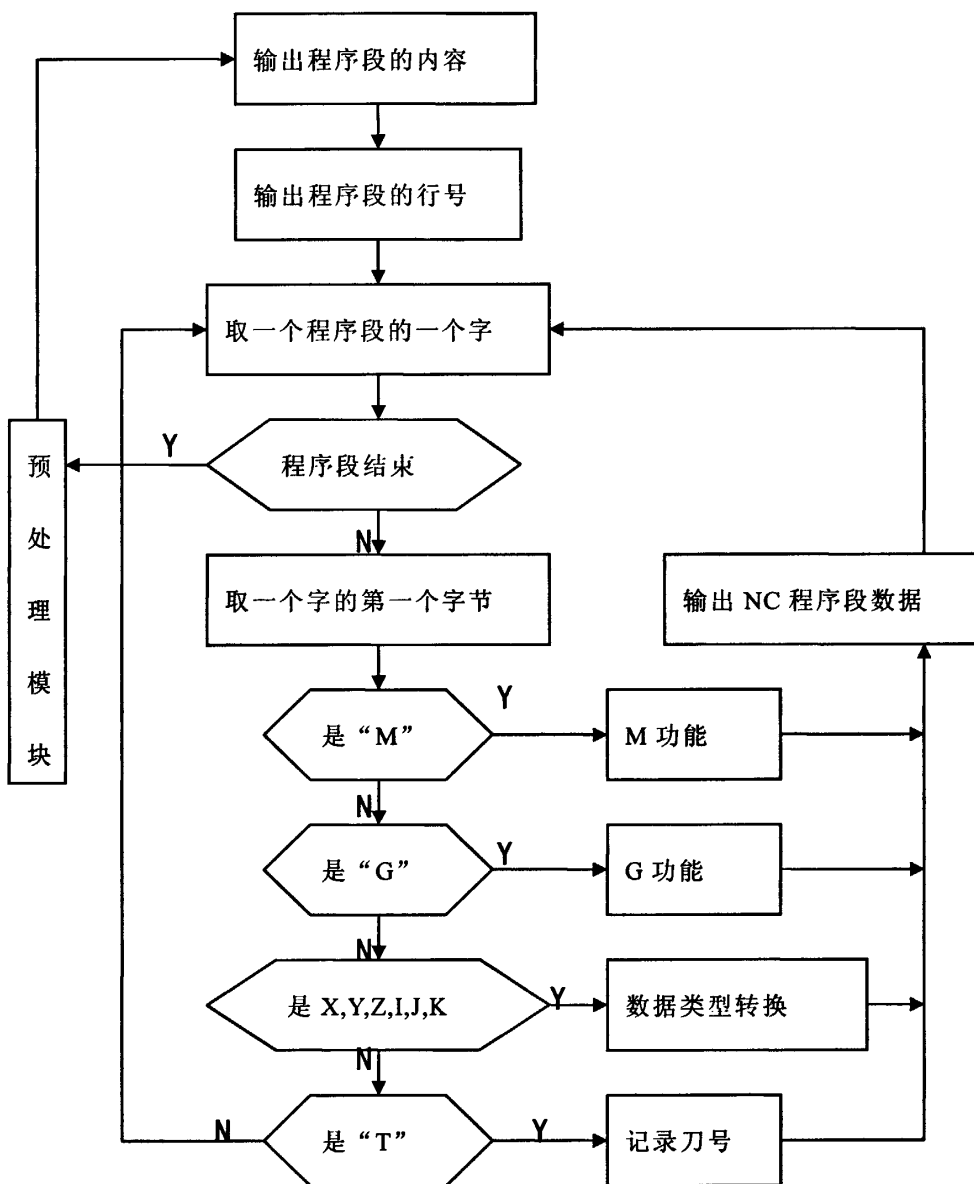 输出程序段的内容
输出程序段的行号
取一个程序段的一个字
Y
程序段结束
预
处
理
模
块
N
取一个字的第一个字节
输出 NC 程序段数据
是“M”
Y
M 功能
N
是“G”
Y
G 功能
N
是 X,Y,Z,I,J,K
Y
数据类型转换
N
N
是“T”
Y
记录刀号